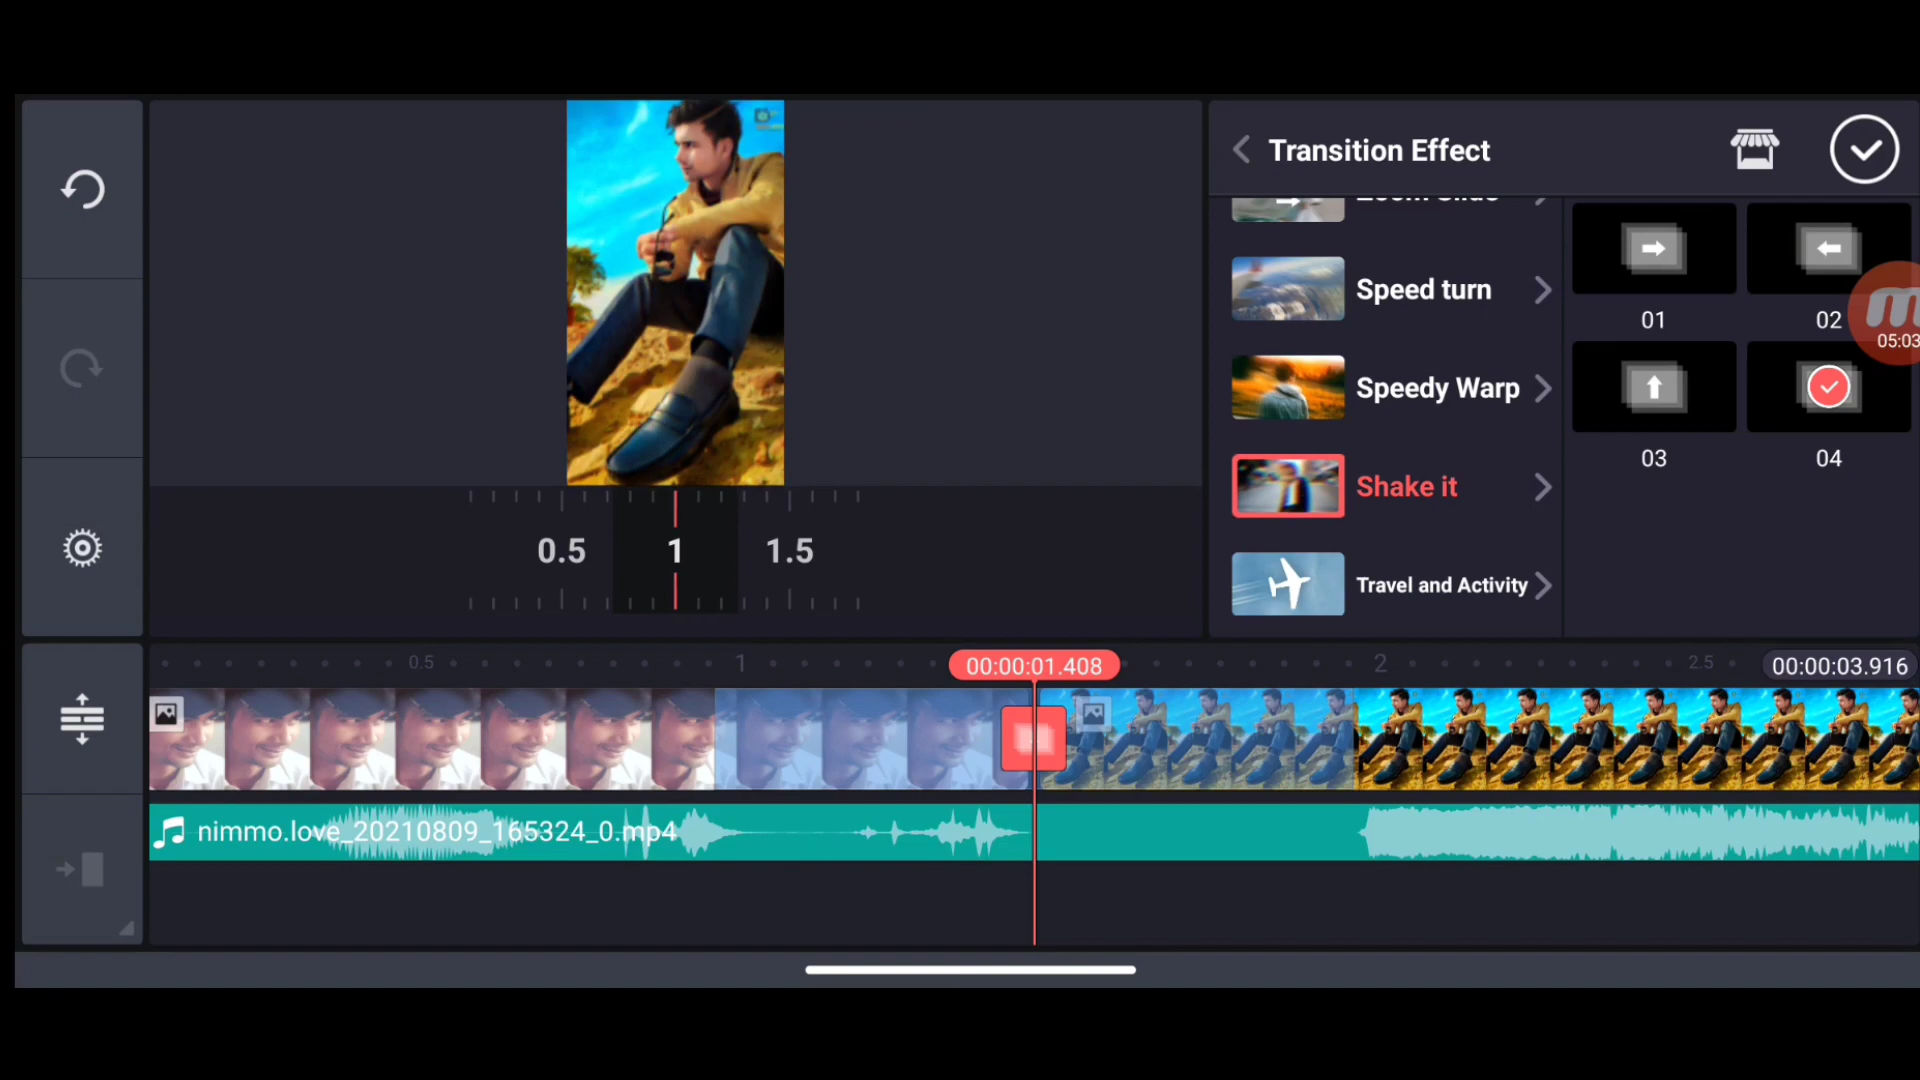 Transition Effect
Zoom Slide
Speed turn
Speedy Warp
Shake it
Travel and Activity
01
02
03
04
05:03
0.5
1
1.5
0.5
1
00:00:01.408
2
2.5
00:00:03.916
nimmo.love_20210809_165324_0.mp4